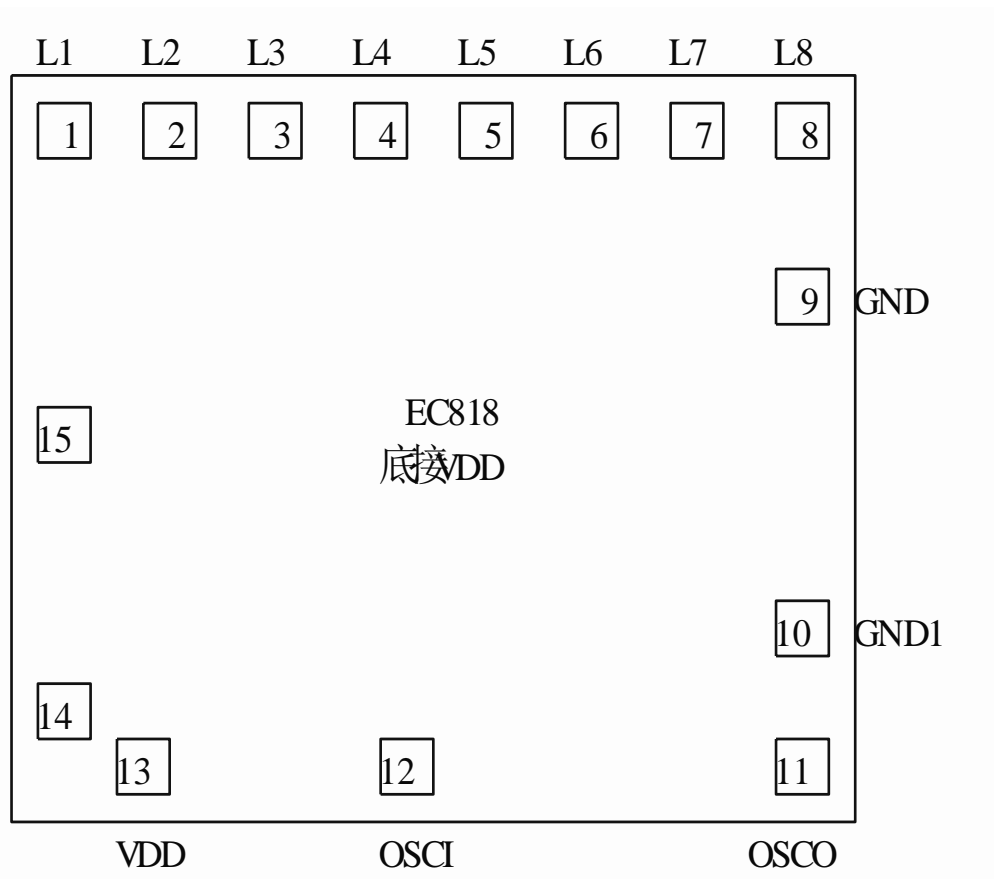 L1 L2 L3 L4 L5 L6 L7 L8
1 2 3 4 5 6 7 8
9 GND
EC818
15
底接VDD
10 GND1
14
13 12 11
VDD OSCI OSCO